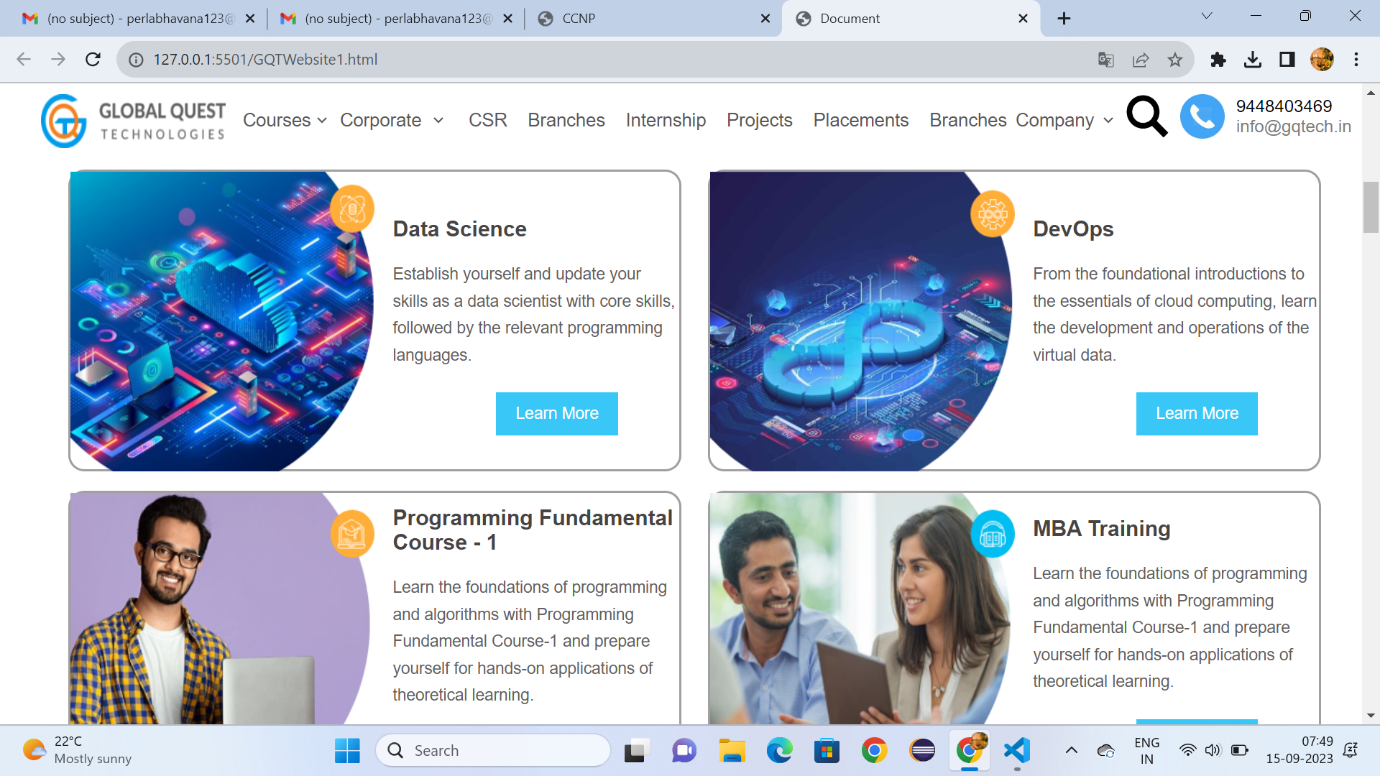 (no subject) - perlabhavana123@
(no subject) - perlabhavana123@
CCNP
Document
127.0.0.1:5501/GQTWebsite1.html
GLOBAL QUEST
TECHNOLOGIES
Courses
Corporate
CSR
Branches
Internship
Projects
Placements
Branches
Company
9448403469
info@gqtech.in
Data Science
Establish yourself and update your
skills as a data scientist with core skills,
followed by the relevant programming
languages.
Learn More
DevOps
From the foundational introductions to
the essentials of cloud computing, learn
the development and operations of the
virtual data.
Learn More
Programming Fundamental
Course - 1
Learn the foundations of programming
and algorithms with Programming
Fundamental Course-1 and prepare
yourself for hands-on applications of
theoretical learning.
MBA Training
Learn the foundations of programming
and algorithms with Programming
Fundamental Course-1 and prepare
yourself for hands-on applications of
theoretical learning.
22°C
Mostly sunny
Search
ENG
IN
07:49
15-09-2023